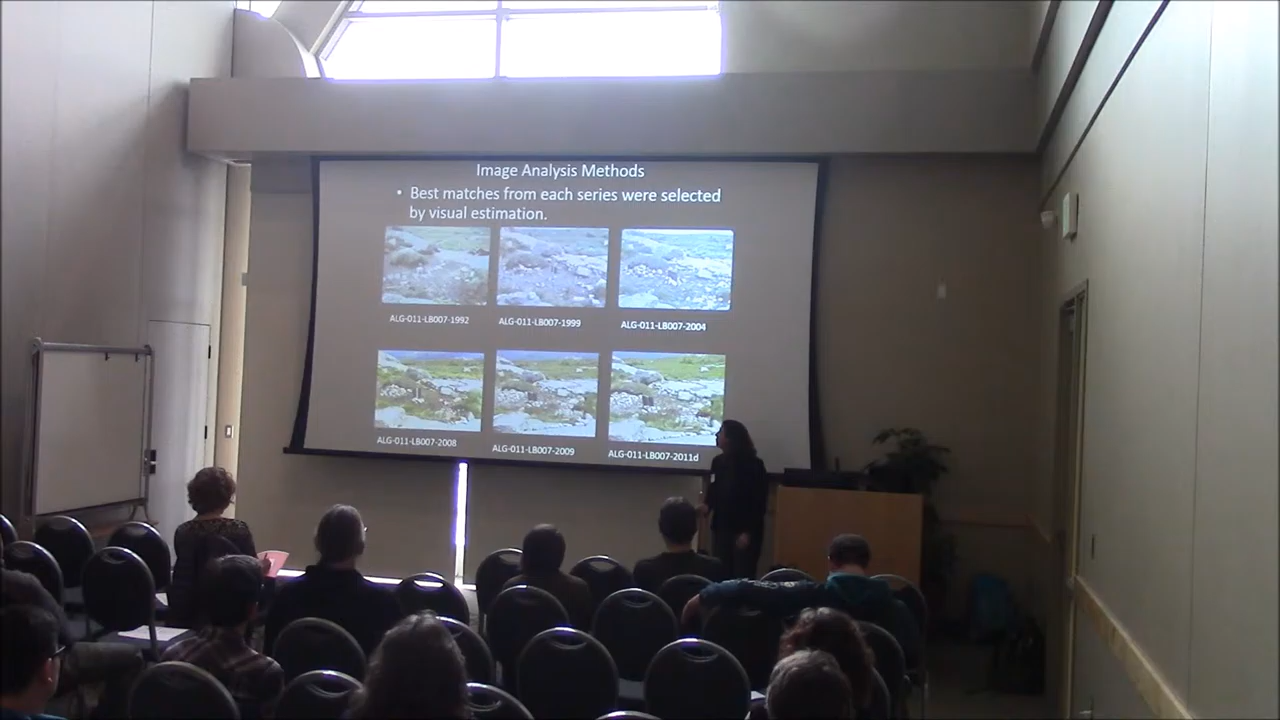 Image Analysis Methods
• Best matches from each series were selected
by visual estimation.
ALG-011-LB007-1992 ALG-011-LB007-1999 ALG-011-LB007-2004
ALG-011-LB007-2008 ALG-011-LB007-2009 ALG-011-LB007-2011d